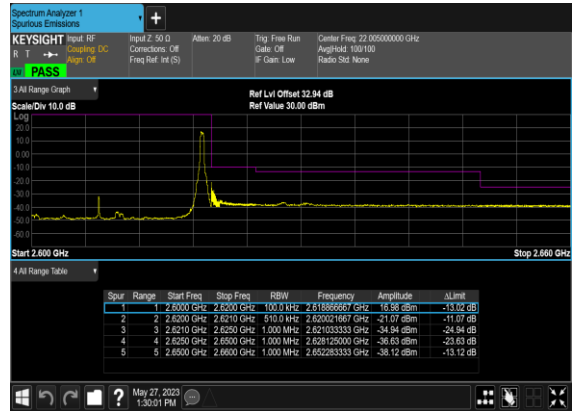 Spectrum Analyzer 1
Spurious Emissions
+
KEYSIGHT Input: RF Input Z: 50 Ω Atten: 20 dB Trig: Free Run Center Freq: 22.005000000 GHz
R T Coupling: DC Corrections: Off Gate: Off Avg|Hold: 100/100
Align: Off Freq Ref: Int (S) IF Gain: Low Radio Std: None
LW PASS
3 All Range Graph Ref Lvl Offset 32.94 dB
Scale/Div 10.0 dB Ref Value 30.00 dBm
Log
20.0
10.0
0.00
-10.0
-20.0
-30.0
-40.0
-50.0
-60.0
Start 2.600 GHz Stop 2.660 GHz
4 All Range Table
Spur Range Start Freq Stop Freq RBW Frequency Amplitude ΔLimit
1 1 2.6000 GHz 2.6200 GHz 100.0 kHz 2.618866667 GHz 16.98 dBm -13.02 dB
2 2 2.6200 GHz 2.6210 GHz 510.0 kHz 2.620021667 GHz -21.07 dBm -11.07 dB
3 3 2.6210 GHz 2.6250 GHz 1.000 MHz 2.621033333 GHz -34.94 dBm -24.94 dB
4 4 2.6250 GHz 2.6500 GHz 1.000 MHz 2.628125000 GHz -36.63 dBm -23.63 dB
5 5 2.6500 GHz 2.6600 GHz 1.000 MHz 2.652283333 GHz -38.12 dBm -13.12 dB
? May 27, 2023
1:30:01 PM